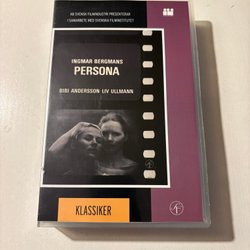 AB SVENSK FILMINDUSTRI PRESENTERAR
I SAMARBETE MED SVENSKA FILMINSTITUTET
INGMAR BERGMANS
PERSONA
BIBI ANDERSSON LIV ULLMANN
KLASSIKER